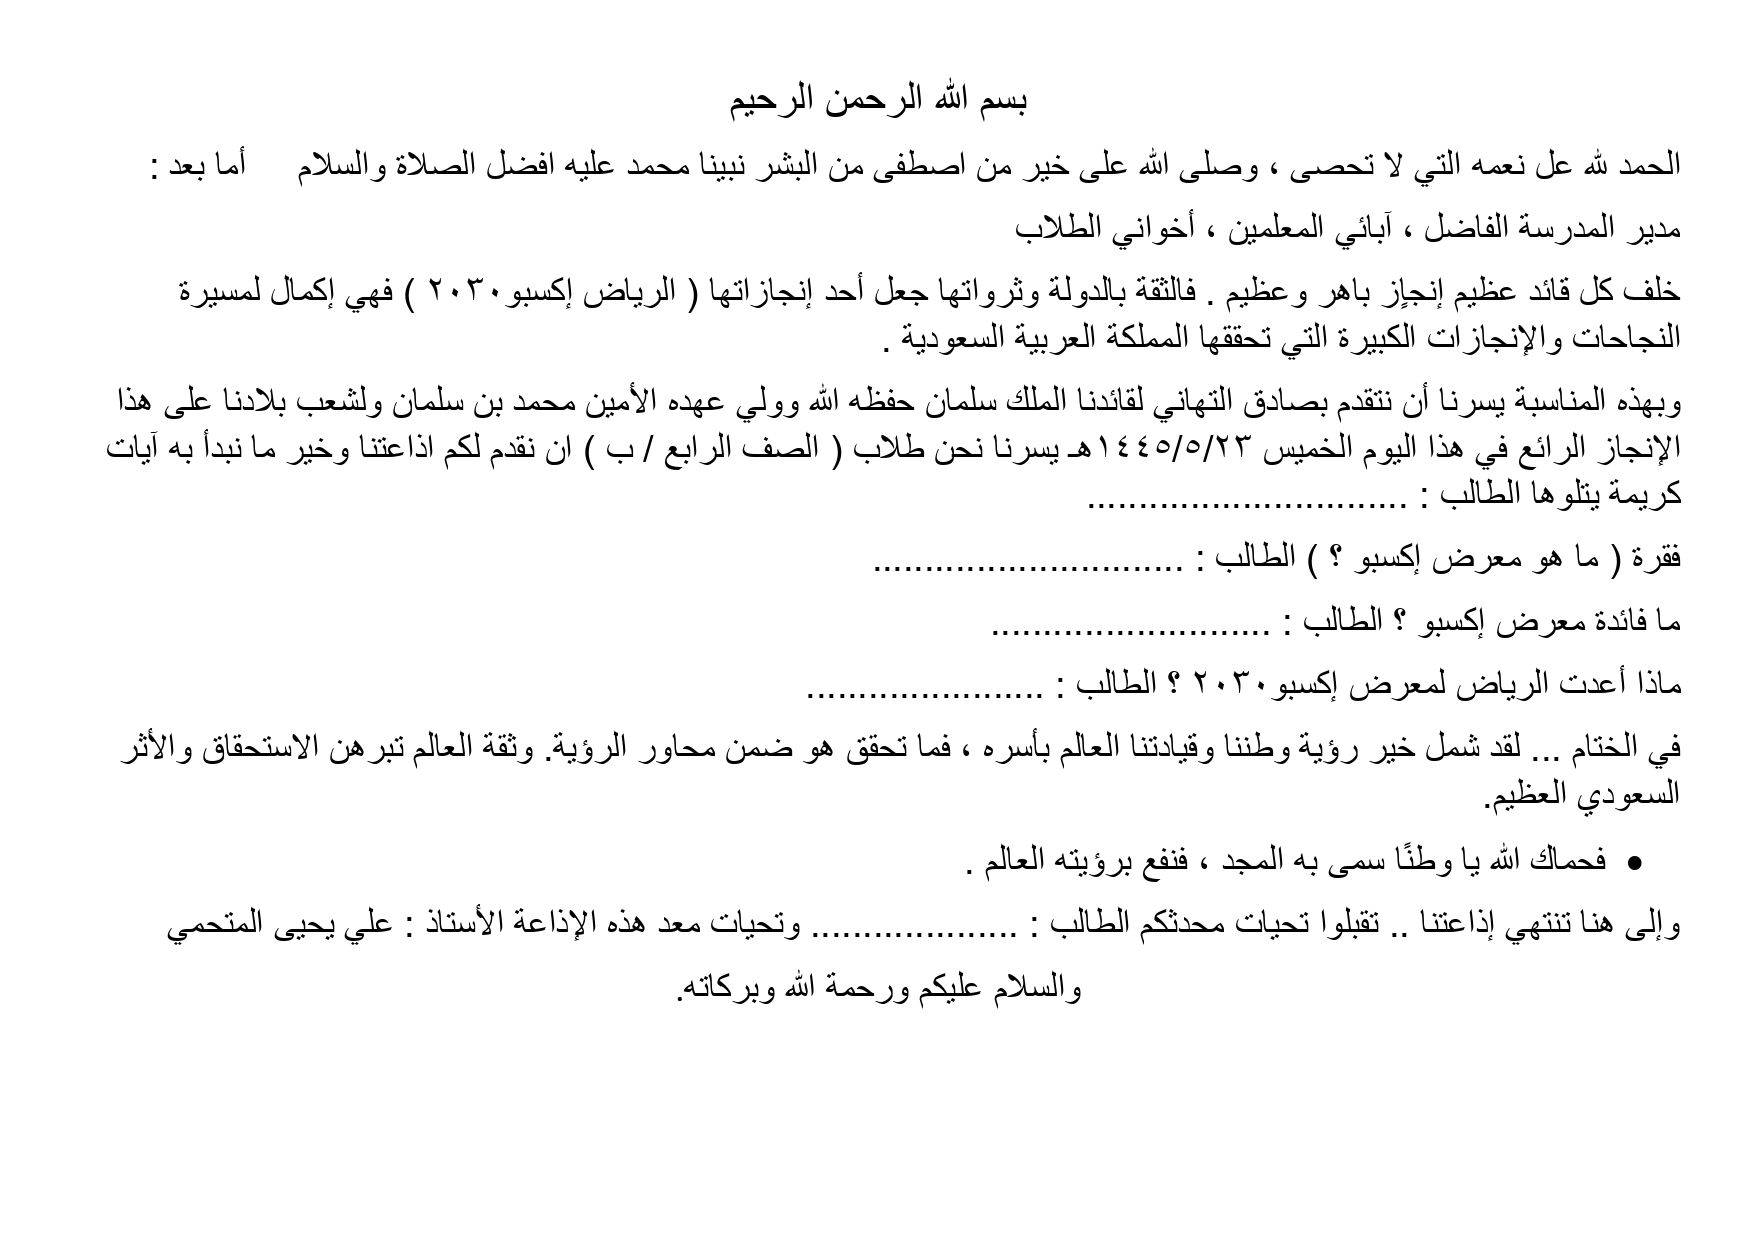 بسم الله الرحمن الرحيم
الحمد لله عل نعمه التي لا تحصى ، وصلى الله على خير من اصطفى من البشر نبينا محمد عليه افضل الصلاة والسلام     أما بعد :
مدير المدرسة الفاضل ، آبائي المعلمين ، أخواني الطلاب
خلف كل قائد عظيم إنجاٍز باهر وعظيم . فالثقة بالدولة وثرواتها جعل أحد إنجازاتها ( الرياض إكسبو٢٠٣٠ ) فهي إكمال لمسيرة
النجاحات والإنجازات الكبيرة التي تحققها المملكة العربية السعودية .
وبهذه المناسبة يسرنا أن نتقدم بصادق التهاني لقائدنا الملك سلمان حفظه الله وولي عهده الأمين محمد بن سلمان ولشعب بلادنا على هذا
الإنجاز الرائع في هذا اليوم الخميس ١٤٤٥/٥/٢٣هـ يسرنا نحن طلاب ( الصف الرابع / ب ) ان نقدم لكم اذاعتنا وخير ما نبدأ به آيات
كريمة يتلوها الطالب : ...............................
فقرة ( ما هو معرض إكسبو ؟ ) الطالب : ..............................
ما فائدة معرض إكسبو ؟ الطالب : ...........................
ماذا أعدت الرياض لمعرض إكسبو٢٠٣٠ ؟ الطالب : .......................
في الختام ... لقد شمل خير رؤية وطننا وقيادتنا العالم بأسره ، فما تحقق هو ضمن محاور الرؤية. وثقة العالم تبرهن الاستحقاق والأثر
السعودي العظيم.
• فحماك الله يا وطنًا سمى به المجد ، فنفع برؤيته العالم .
وإلى هنا تنتهي إذاعتنا .. تقبلوا تحيات محدثكم الطالب : .................... وتحيات معد هذه الإذاعة الأستاذ : علي يحيى المتحمي
والسلام عليكم ورحمة الله وبركاته.